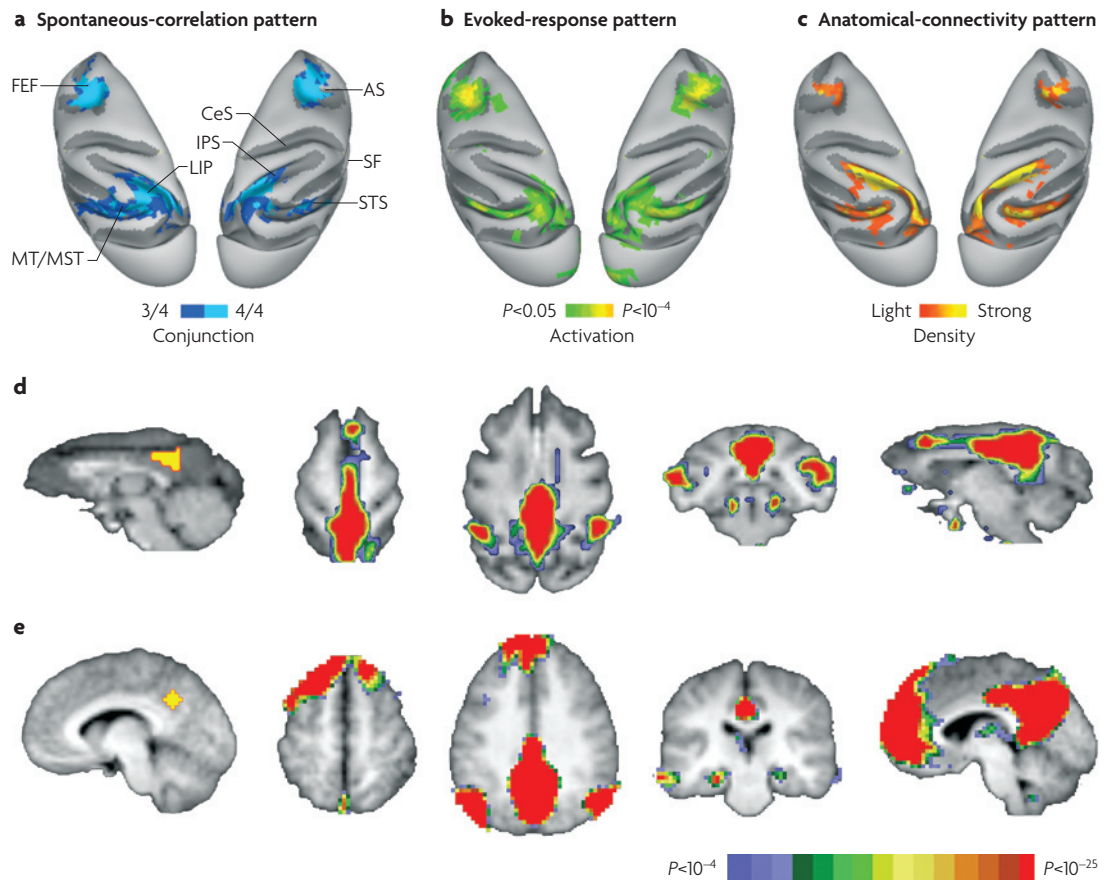 a Spontaneous-correlation pattern
b Evoked-response pattern
c Anatomical-connectivity pattern
FEF
AS
CeS
IPS
LIP
SF
STS
MT/MST
3/4 4/4
Conjunction
P<0.05 P<10⁻⁴
Activation
Light Strong
Density
d
e
P<10⁻⁴ P<10⁻²⁵